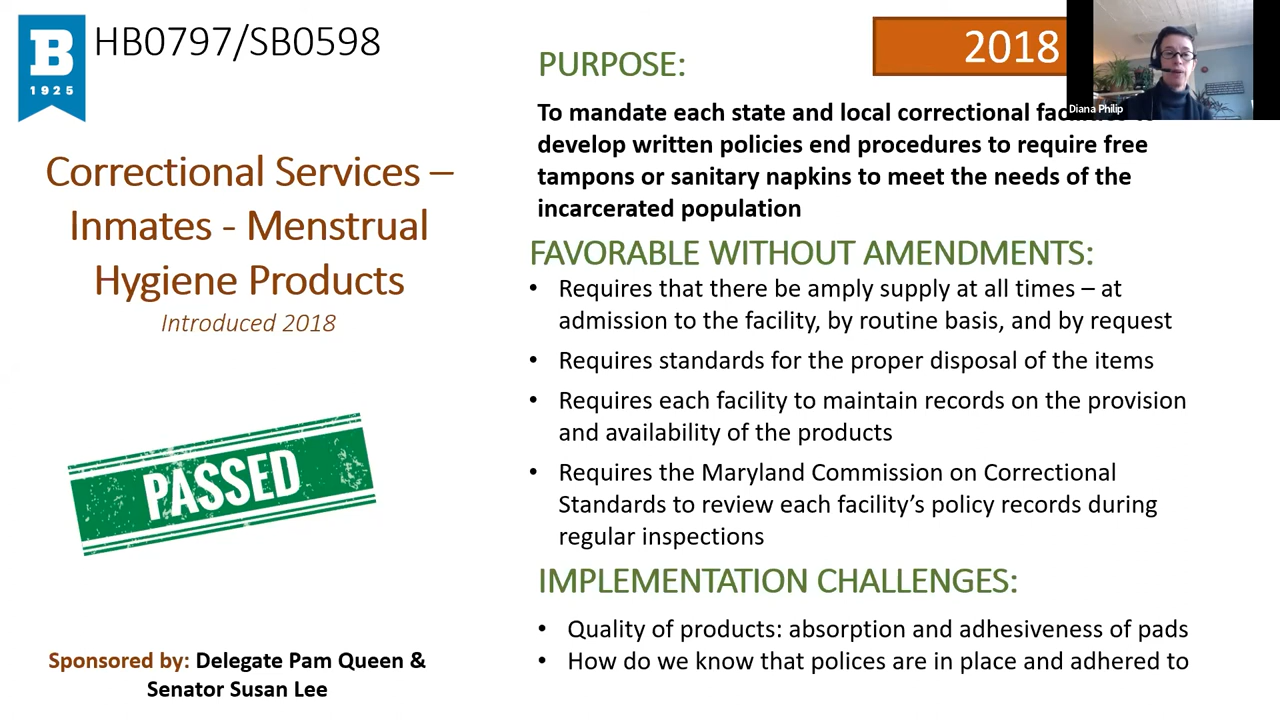 B
1925
HB0797/SB0598
Correctional Services –
Inmates - Menstrual
Hygiene Products
Introduced 2018
PASSED
Sponsored by: Delegate Pam Queen &
Senator Susan Lee
2018
Diana Philip
PURPOSE:
To mandate each state and local correctional
develop written policies end procedures to require free
tampons or sanitary napkins to meet the needs of the
incarcerated population
FAVORABLE WITHOUT AMENDMENTS:
• Requires that there be amply supply at all times – at
admission to the facility, by routine basis, and by request
• Requires standards for the proper disposal of the items
• Requires each facility to maintain records on the provision
and availability of the products
• Requires the Maryland Commission on Correctional
Standards to review each facility's policy records during
regular inspections
IMPLEMENTATION CHALLENGES:
• Quality of products: absorption and adhesiveness of pads
• How do we know that polices are in place and adhered to